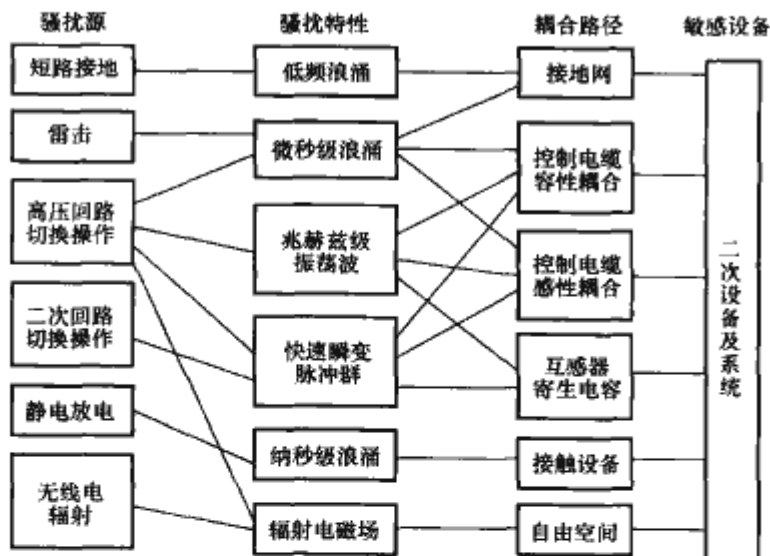 骚扰源
骚扰特性
耦合路径
敏感设备
短路接地
低频浪涌
接地网
雷击
微秒级浪涌
控制电缆
容性耦合
高压回路
切换操作
兆赫兹级
振荡波
控制电缆
感性耦合
二次回路
切换操作
快速瞬变
脉冲群
互感器
寄生电容
静电放电
纳秒级浪涌
接触设备
无线电
辐射
辐射电磁场
自由空间
二次设备及系统